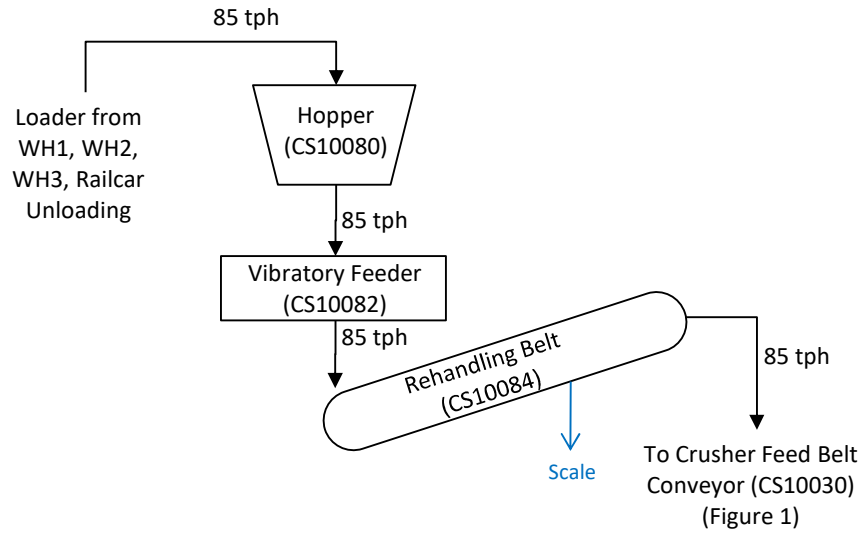 85 tph
Loader from
WH1, WH2,
WH3, Railcar
Unloading
Hopper
(CS10080)
85 tph
Vibratory Feeder
(CS10082)
85 tph
Rehandling Belt
(CS10084)
85 tph
Scale
To Crusher Feed Belt
Conveyor (CS10030)
(Figure 1)